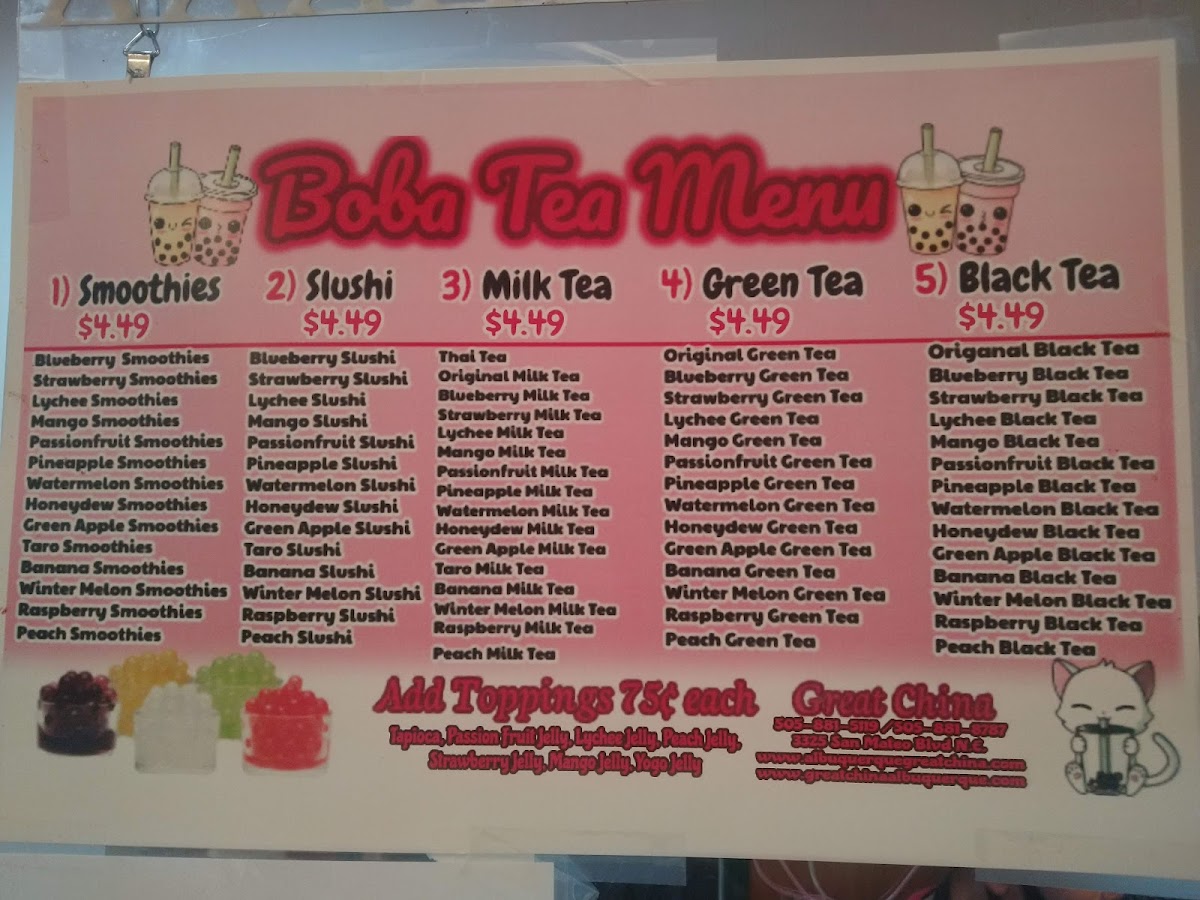 Boba Tea Menu
1) Smoothies
$4.49
Blueberry Smoothies
Strawberry Smoothies
Lychee Smoothies
Mango Smoothies
Passionfruit Smoothies
Pineapple Smoothies
Watermelon Smoothies
Honeydew Smoothies
Green Apple Smoothies
Taro Smoothies
Banana Smoothies
Winter Melon Smoothies
Raspberry Smoothies
Peach Smoothies
2) Slushi
$4.49
Blueberry Slushi
Strawberry Slushi
Lychee Slushi
Mango Slushi
Passionfruit Slushi
Pineapple Slushi
Watermelon Slushi
Honeydew Slushi
Green Apple Slushi
Taro Slushi
Banana Slushi
Winter Melon Slushi
Raspberry Slushi
Peach Slushi
3) Milk Tea
$4.49
Thai Tea
Original Milk Tea
Blueberry Milk Tea
Strawberry Milk Tea
Lychee Milk Tea
Mango Milk Tea
Passionfruit Milk Tea
Pineapple Milk Tea
Watermelon Milk Tea
Honeydew Milk Tea
Green Apple Milk Tea
Taro Milk Tea
Banana Milk Tea
Winter Melon Milk Tea
Raspberry Milk Tea
Peach Milk Tea
4) Green Tea
$4.49
Original Green Tea
Blueberry Green Tea
Strawberry Green Tea
Lychee Green Tea
Mango Green Tea
Passionfruit Green Tea
Pineapple Green Tea
Watermelon Green Tea
Honeydew Green Tea
Green Apple Green Tea
Banana Green Tea
Winter Melon Green Tea
Raspberry Green Tea
Peach Green Tea
5) Black Tea
$4.49
Origanal Black Tea
Blueberry Black Tea
Strawberry Black Tea
Lychee Black Tea
Mango Black Tea
Passionfruit Black Tea
Pineapple Black Tea
Watermelon Black Tea
Honeydew Black Tea
Green Apple Black Tea
Banana Black Tea
Winter Melon Black Tea
Raspberry Black Tea
Peach Black Tea
Add Toppings 75¢ each
Tapioca, Passion Fruit Jelly, Lychee Jelly, Peach Jelly,
Strawberry Jelly, Mango Jelly, Yogo Jelly
Great China
505-881-5119 / 505-881-8787
3325 San Mateo Blvd N.E.
www.albuquerquegreatchina.com
www.greatchinaalbuquerque.com